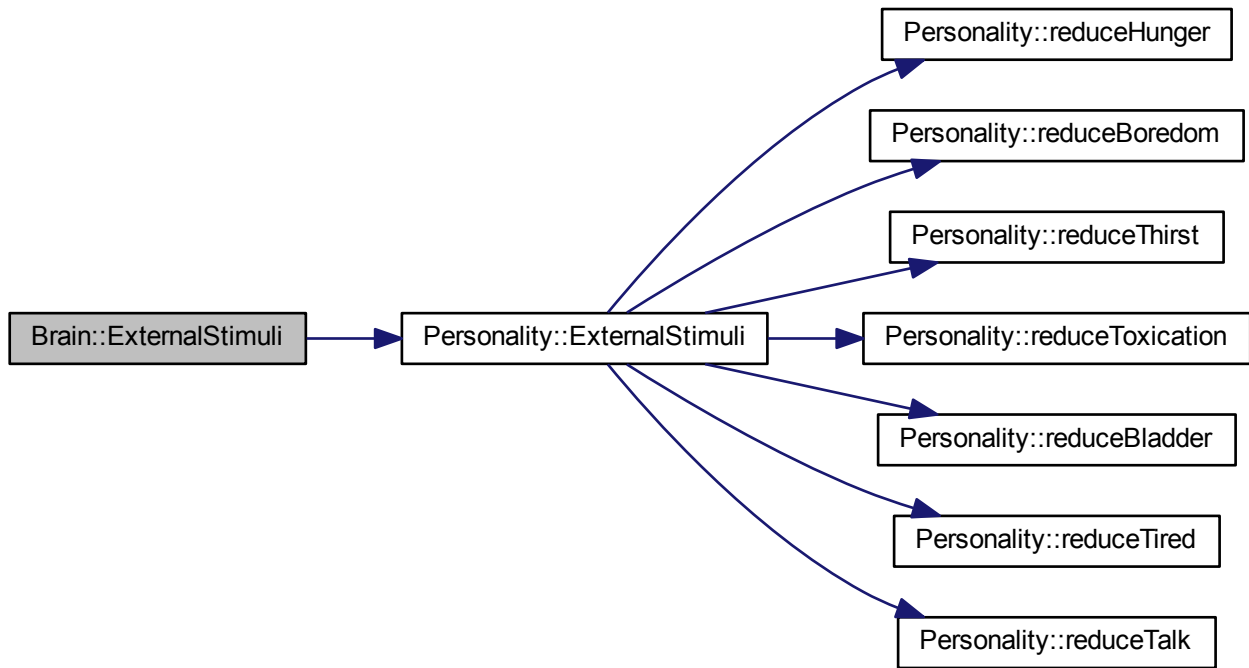 Personality::reduceHunger
Personality::reduceBoredom
Personality::reduceThirst
Brain::ExternalStimuli
Personality::ExternalStimuli
Personality::reduceToxication
Personality::reduceBladder
Personality::reduceTired
Personality::reduceTalk